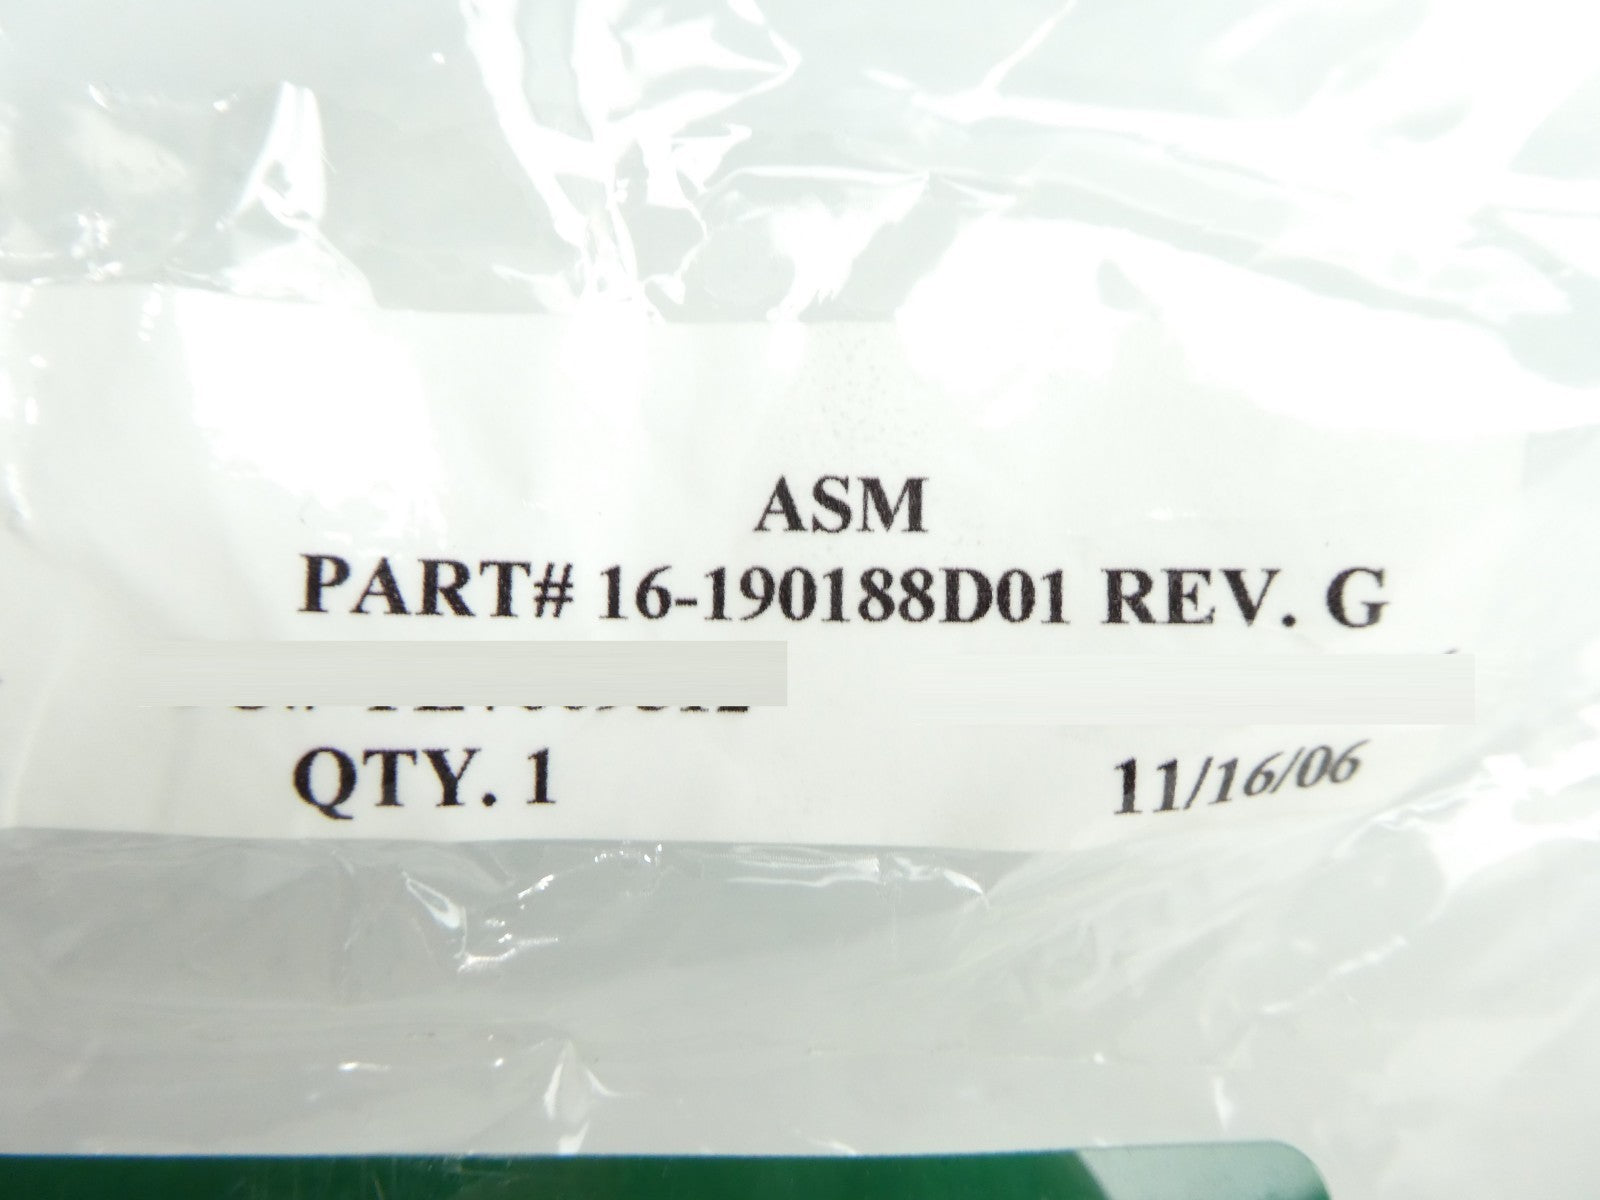 ASM
PART# 16-190188D01 REV. G
QTY. 1
11/16/06